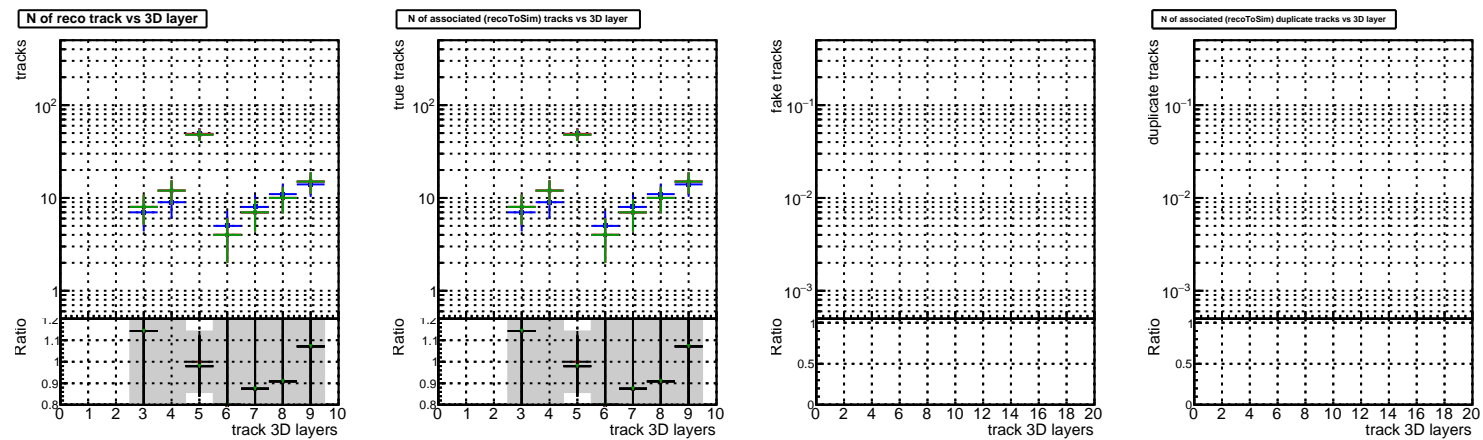 N of reco track vs 3D layer
tracks
10²
10
1
Ratio
1.2
1.1
1
0.9
0.8
0 1 2 3 4 5 6 7 8 9 10
track 3D layers
N of associated (recoToSim) tracks vs 3D layer
true tracks
10²
10
1
Ratio
1.2
1.1
1
0.9
0.8
0 1 2 3 4 5 6 7 8 9 10
track 3D layers
fake tracks
10⁻¹
10⁻²
10⁻³
Ratio
1
0.5
0
0 2 4 6 8 10 12 14 16 18 20
track 3D layers
N of associated (recoToSim) duplicate tracks vs 3D layer
duplicate tracks
10⁻¹
10⁻²
10⁻³
Ratio
1
0.5
0
0 2 4 6 8 10 12 14 16 18 20
track 3D layers